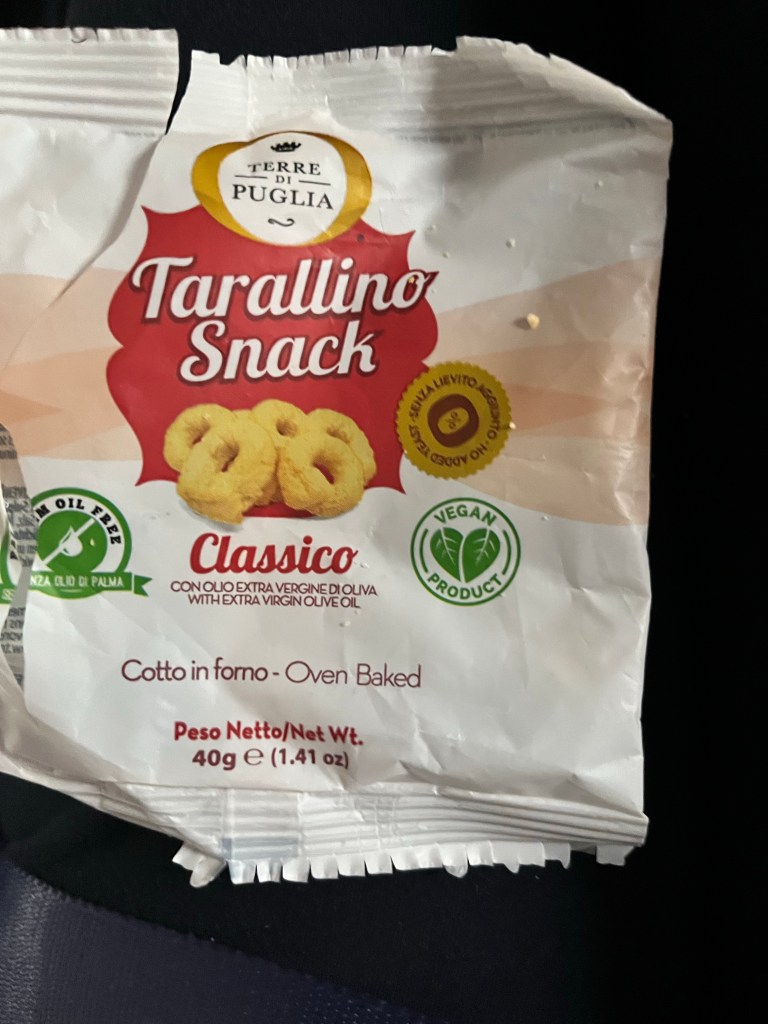 TERRE
DI
PUGLIA
Tarallino
Snack
SENZA LIEVITO AGGIUNTO - NO ADDED YEAST -
M OIL FREE
NZA OLIO DI PALMA
VEGAN
PRODUCT
Classico
CON OLIO EXTRA VERGINE DI OLIVA
WITH EXTRA VIRGIN OLIVE OIL
Cotto in forno - Oven Baked
Peso Netto/Net Wt.
40g e (1.41 oz)